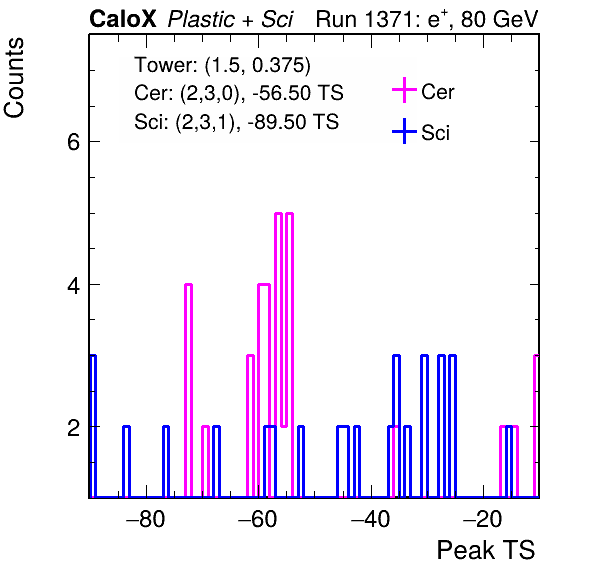 CaloX Plastic + Sci Run 1371: e+, 80 GeV
Counts
Tower: (1.5, 0.375)
Cer: (2,3,0), -56.50 TS
Sci: (2,3,1), -89.50 TS
Cer
Sci
6
4
2
−80 −60 −40 −20
Peak TS